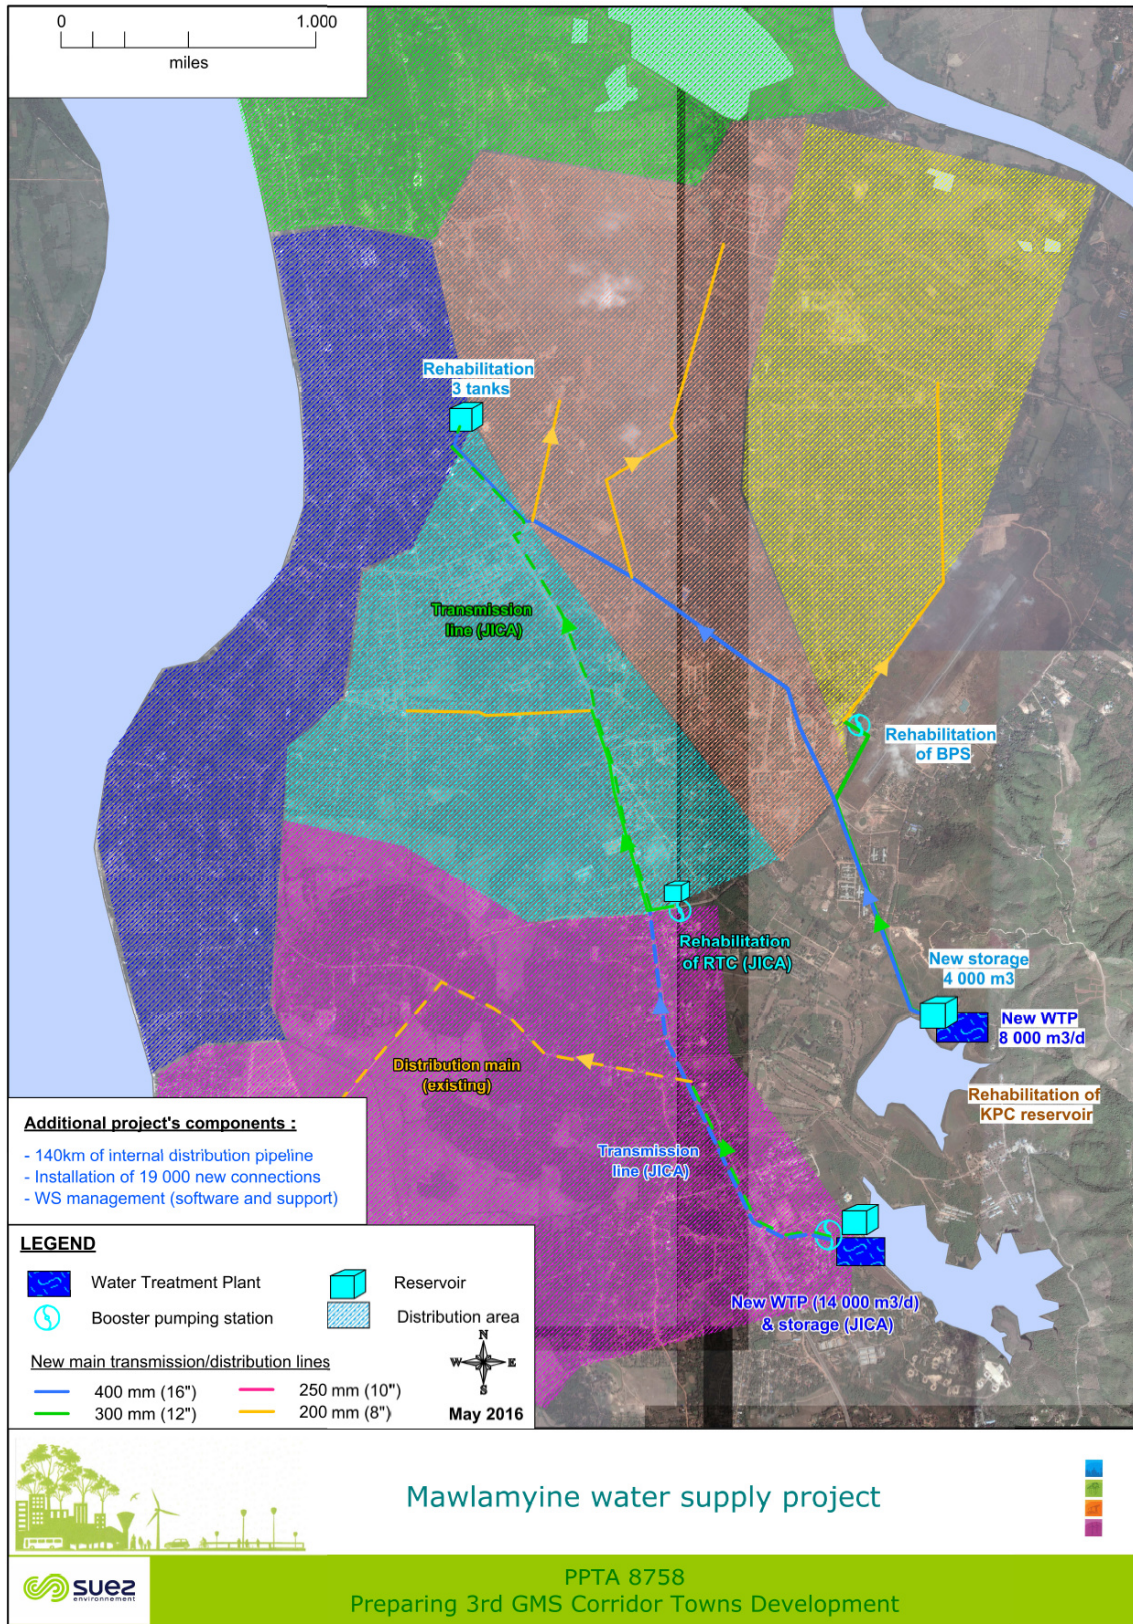 0 1.000
miles
Rehabilitation
3 tanks
Transmission
line (JICA)
Rehabilitation
of BPS
Rehabilitation
of RTC (JICA)
New storage
4 000 m3
New WTP
8 000 m3/d
Distribution main
(existing)
Rehabilitation of
KPC reservoir
Transmission
line (JICA)
New WTP (14 000 m3/d)
& storage (JICA)
Additional project's components :
- 140km of internal distribution pipeline
- Installation of 19 000 new connections
- WS management (software and support)
LEGEND
Water Treatment Plant
Reservoir
Booster pumping station
Distribution area
New main transmission/distribution lines
400 mm (16")
250 mm (10")
300 mm (12")
200 mm (8")
N
W E
S
May 2016
Mawlamyine water supply project
suez
environnement
PPTA 8758
Preparing 3rd GMS Corridor Towns Development